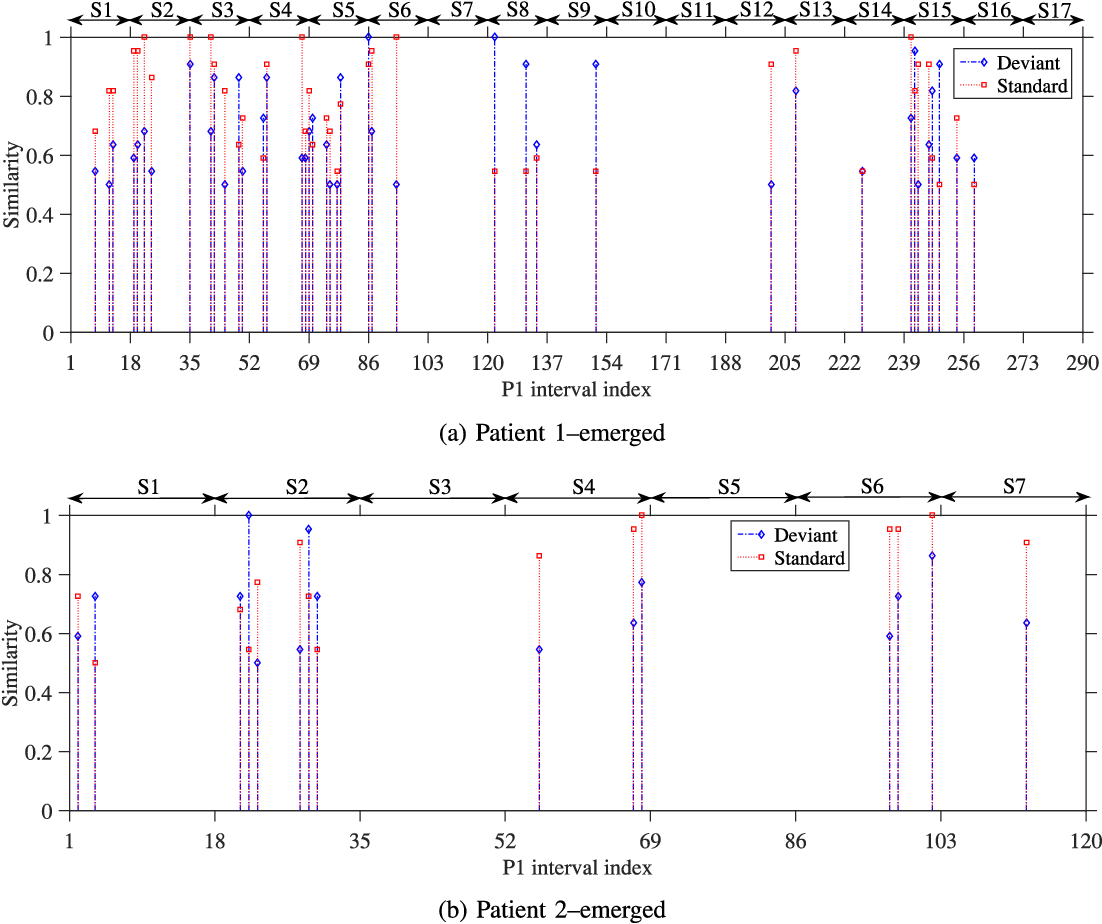 S1 S2 S3 S4 S5 S6 S7 S8 S9 S10 S11 S12 S13 S14 S15 S16 S17
1
0.8
0.6
0.4
0.2
0
Similarity
Deviant
Standard
1 18 35 52 69 86 103 120 137 154 171 188 205 222 239 256 273 290
P1 interval index
(a) Patient 1–emerged
S1 S2 S3 S4 S5 S6 S7
1
0.8
0.6
0.4
0.2
0
Similarity
Deviant
Standard
1 18 35 52 69 86 103 120
P1 interval index
(b) Patient 2–emerged